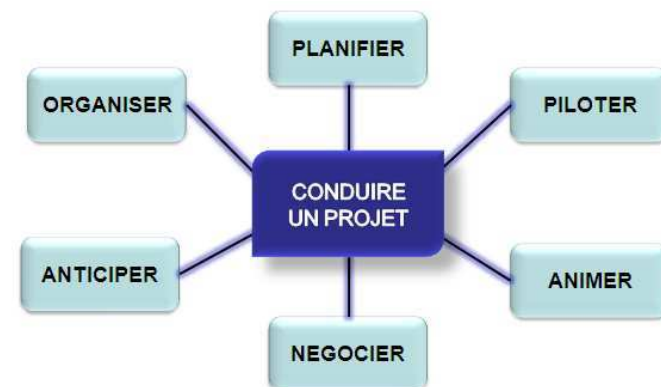 PLANIFIER
ORGANISER
PILOTER
CONDUIRE
UN PROJET
ANTICIPER
ANIMER
NEGOCIER